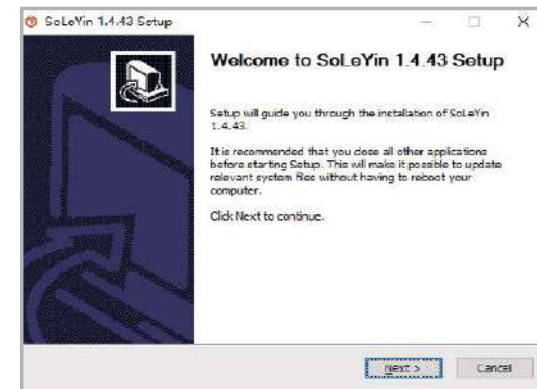 SoLeYin 1.4.43 Setup
Welcome to SoLeYin 1.4.43 Setup
Setup will guide you through the installation of SoLeYin
1.4.43.
It is recommended that you close all other applications
before starting Setup. This will make it possible to update
relevant system files without having to reboot your
computer.
Click Next to continue.
Next >
Cancel